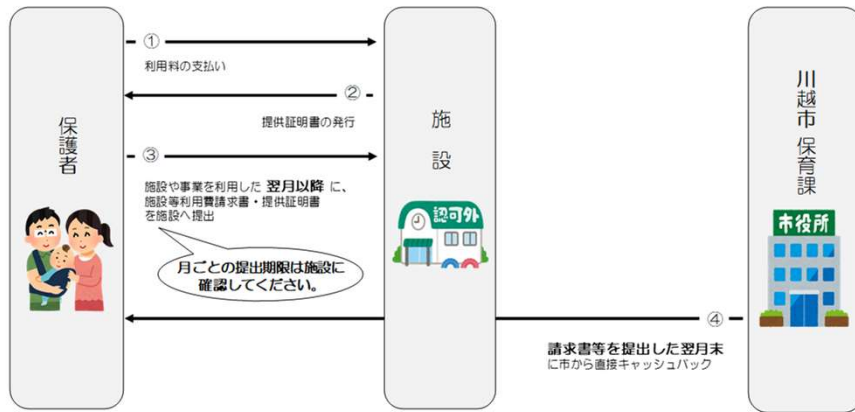 ①
利用料の支払い
②
提供証明書の発行
③
施設や事業を利用した 翌月以降 に、
施設等利用費請求書・提供証明書
を施設へ提出
月ごとの提出期限は施設に
確認してください。
④
請求書等を提出した翌月末
に市から直接キャッシュバック
保護者
施設
認可外
川越市 保育課
市役所